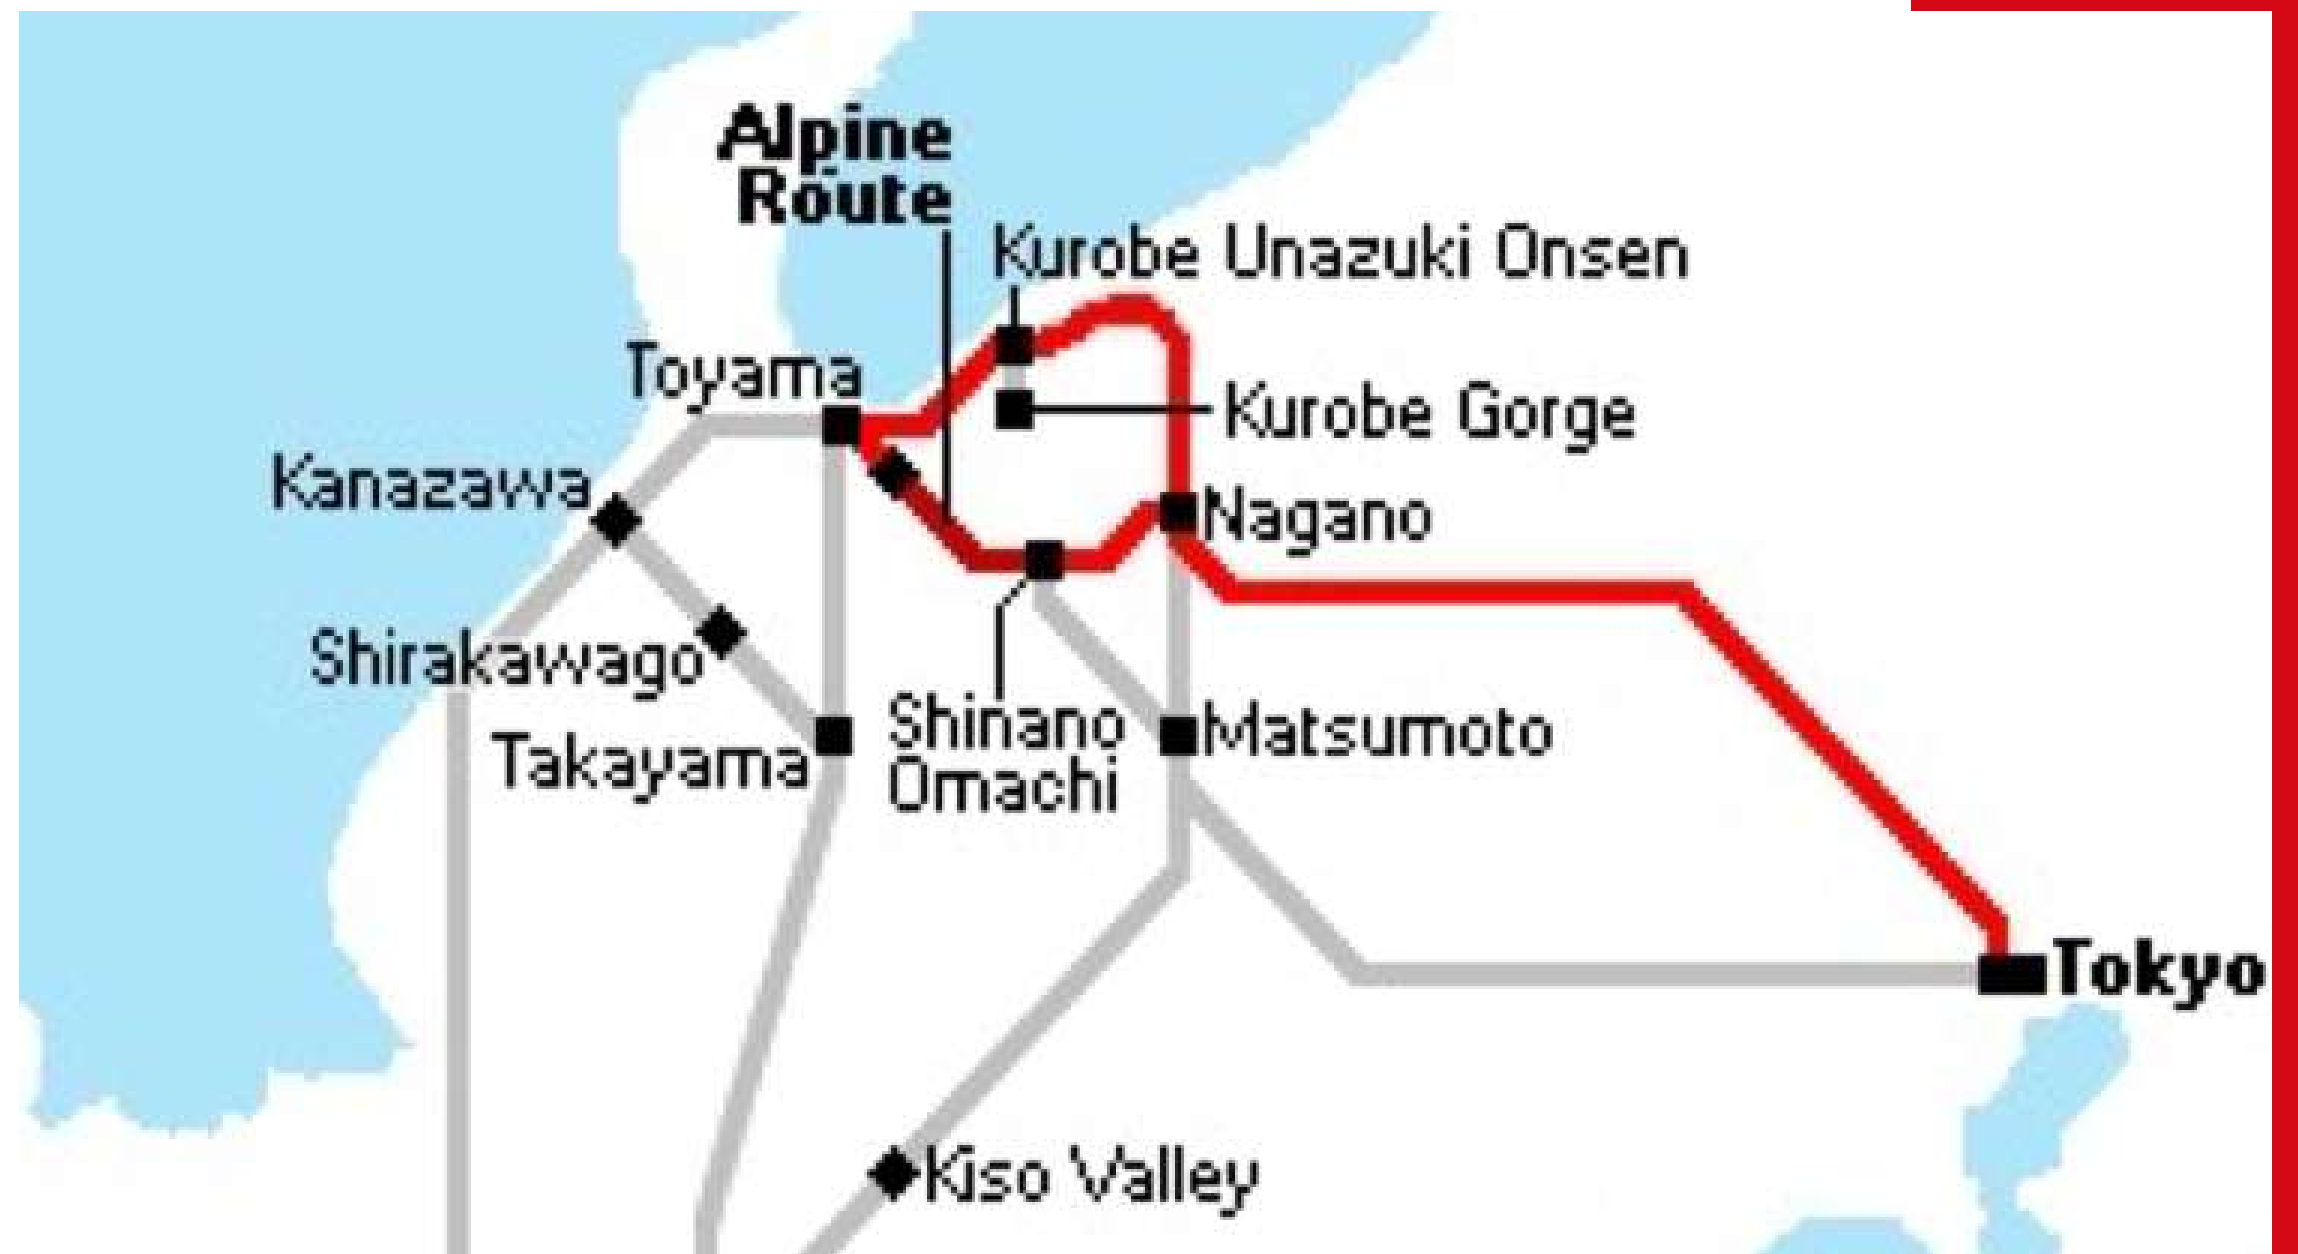 Alpine
Route
Kurobe Unazuki Onsen
Toyama
Kurobe Gorge
Kanazawa
Nagano
Shirakawago
Shinano
Omachi
Matsumoto
Takayama
Tokyo
Kiso Valley